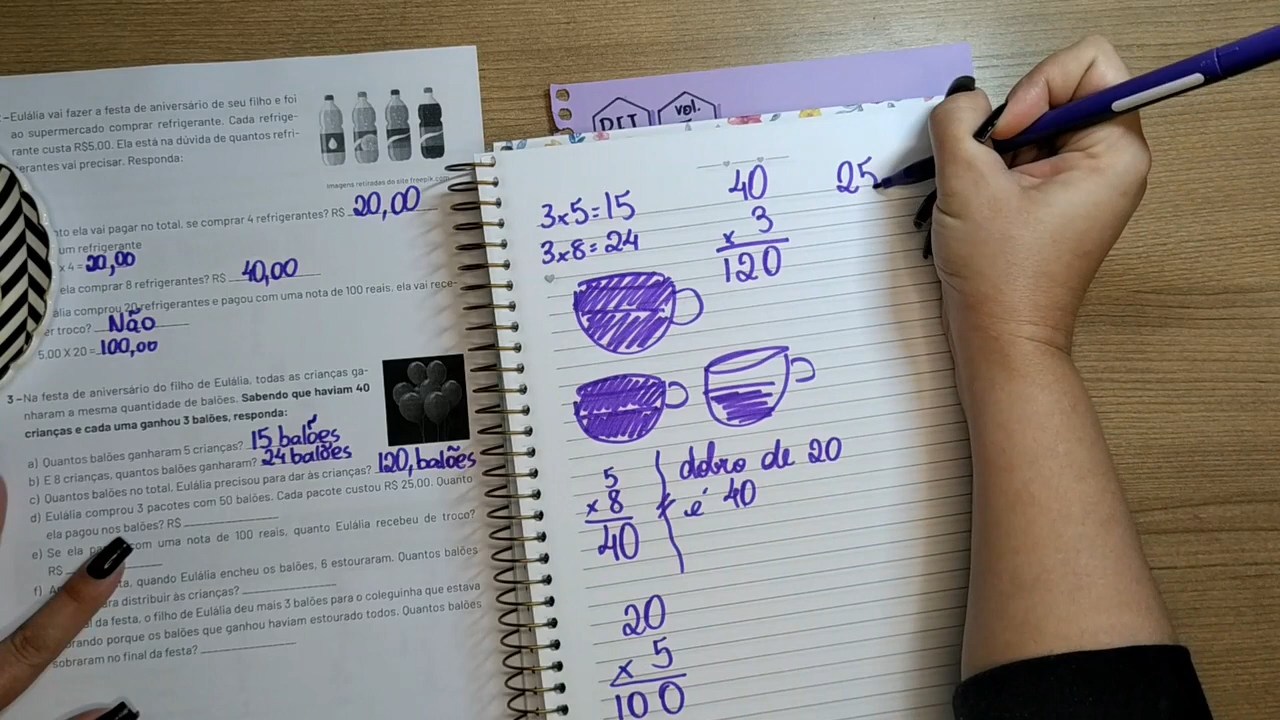 -Eulália vai fazer a festa de aniversário de seu filho e foi
ao supermercado comprar refrigerante. Cada refrige-
rante custa R$5,00. Ela está na dúvida de quantos refri-
erantes vai precisar. Responda:
Imagens retiradas do site freepik.com
nto ela vai pagar no total, se comprar 4 refrigerantes? R$ 20,00
um refrigerante
x 4 = 20,00
ela comprar 8 refrigerantes? R$ 40,00
ália comprou 20 refrigerantes e pagou com uma nota de 100 reais, ela vai rece-
er troco? Não
5,00 X 20 = 100,00
3 - Na festa de aniversário do filho de Eulália, todas as crianças ga-
nharam a mesma quantidade de balões. Sabendo que haviam 40
crianças e cada uma ganhou 3 balões, responda:
a) Quantos balões ganharam 5 crianças? 15 balões
b) E 8 crianças, quantos balões ganharam? 24 balões
c) Quantos balões no total, Eulália precisou para dar às crianças? 120, balões
d) Eulália comprou 3 pacotes com 50 balões. Cada pacote custou R$ 25,00. Quanto
ela pagou nos balões? R$
e) Se ela com uma nota de 100 reais, quanto Eulália recebeu de troco?
R$
f) ta, quando Eulália encheu os balões, 6 estouraram. Quantos balões
ara distribuir às crianças?
da festa, o filho de Eulália deu mais 3 balões para o coleguinha que estava
orando porque os balões que ganhou haviam estourado todos. Quantos balões
sobraram no final da festa?
DIT
vol.
3x5=15
3x8=24
40
x 3
120
25
5
x 8
40
dobro de 20
é 40
20
x 5
100